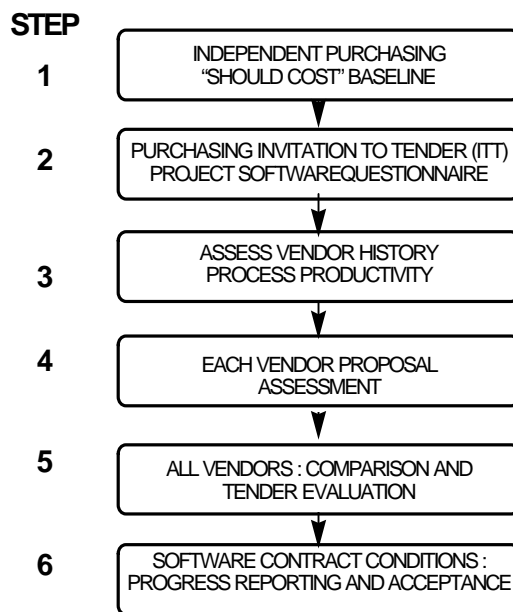 STEP
1
INDEPENDENT PURCHASING
“SHOULD COST” BASELINE
2
PURCHASING INVITATION TO TENDER (ITT)
PROJECT SOFTWAREQUESTIONNAIRE
3
ASSESS VENDOR HISTORY
PROCESS PRODUCTIVITY
4
EACH VENDOR PROPOSAL
ASSESSMENT
5
ALL VENDORS : COMPARISON AND
TENDER EVALUATION
6
SOFTWARE CONTRACT CONDITIONS :
PROGRESS REPORTING AND ACCEPTANCE